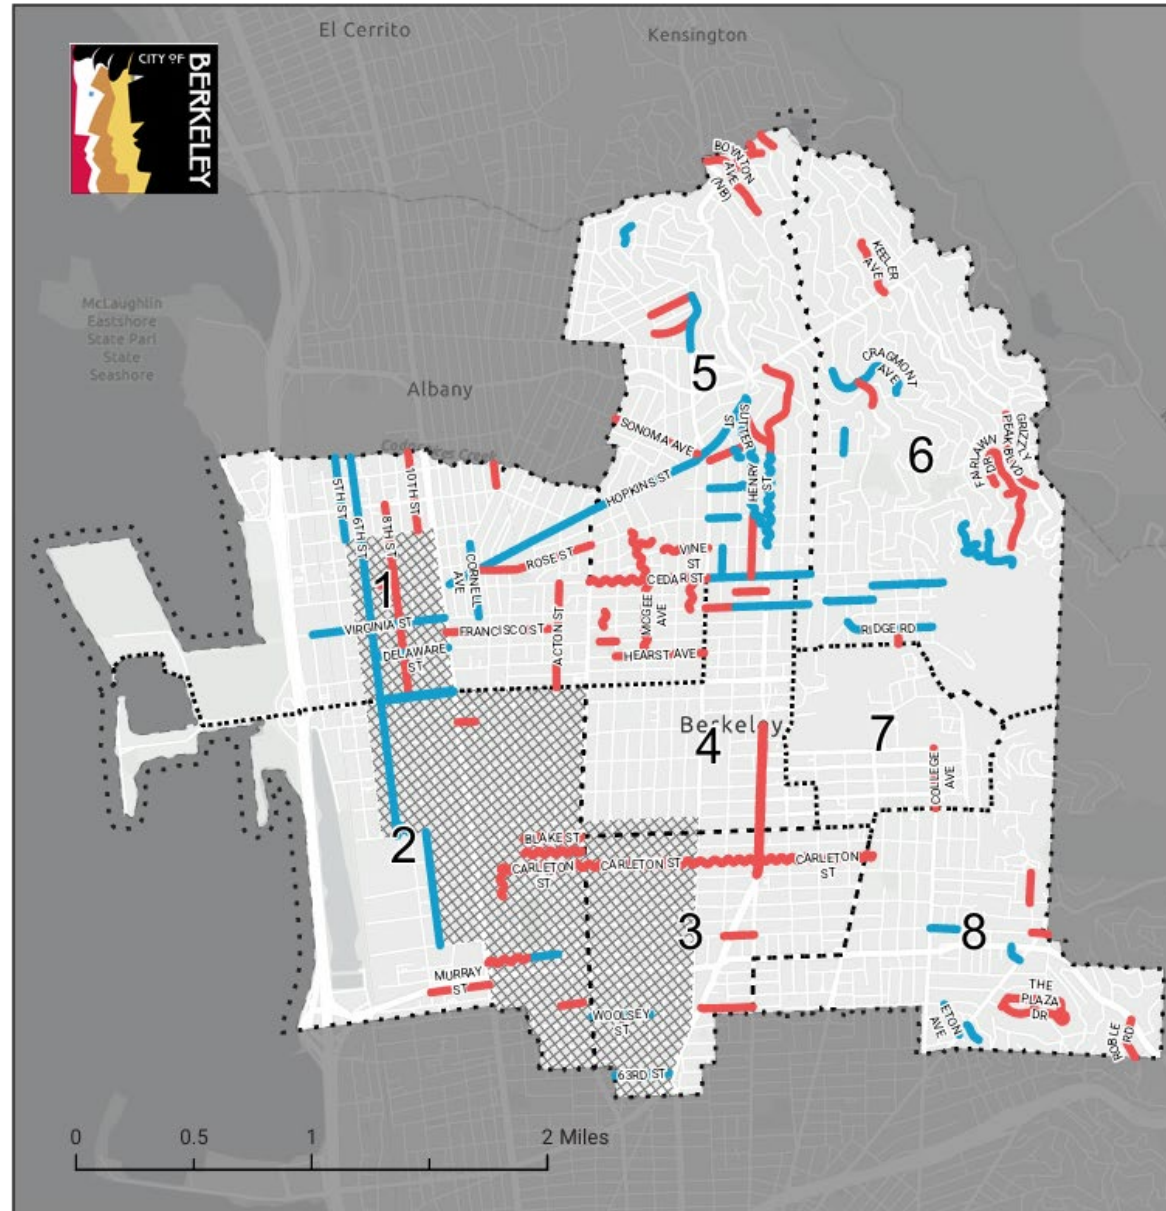 El Cerrito
Kensington
CITY OF
BERKELEY
BOYNTON
AVE
(NB)
KEELER
AVE
McLaughlin
Eastshore
State Parl
State
Seashore
Albany
5
CRAGMONT
AVE
SUTTER
ST
SONOMA AVE
Codornices Creek
GRIZZLY
PEAK BLVD
FAIRLAWN
DR
6
5TH ST
6TH ST
8TH ST
10TH ST
HOPKINS ST
HENRY
ST
1
CORNELL
AVE
ROSE ST
VINE
ST
CEDAR ST
VIRGINIA ST
FRANCISCO ST
ACTON ST
MCGEE
AVE
RIDGE RD
DELAWARE
ST
HEARST AVE
Berkeley
4
7
COLLEGE
AVE
2
BLAKE ST
CARLETON
ST
CARLETON ST
CARLETON
ST
3
8
MURRAY
ST
WOOLSEY
ST
ETON
AVE
THE
PLAZA
DR
ROBLE
RD
63RD ST
0 0.5 1 2 Miles